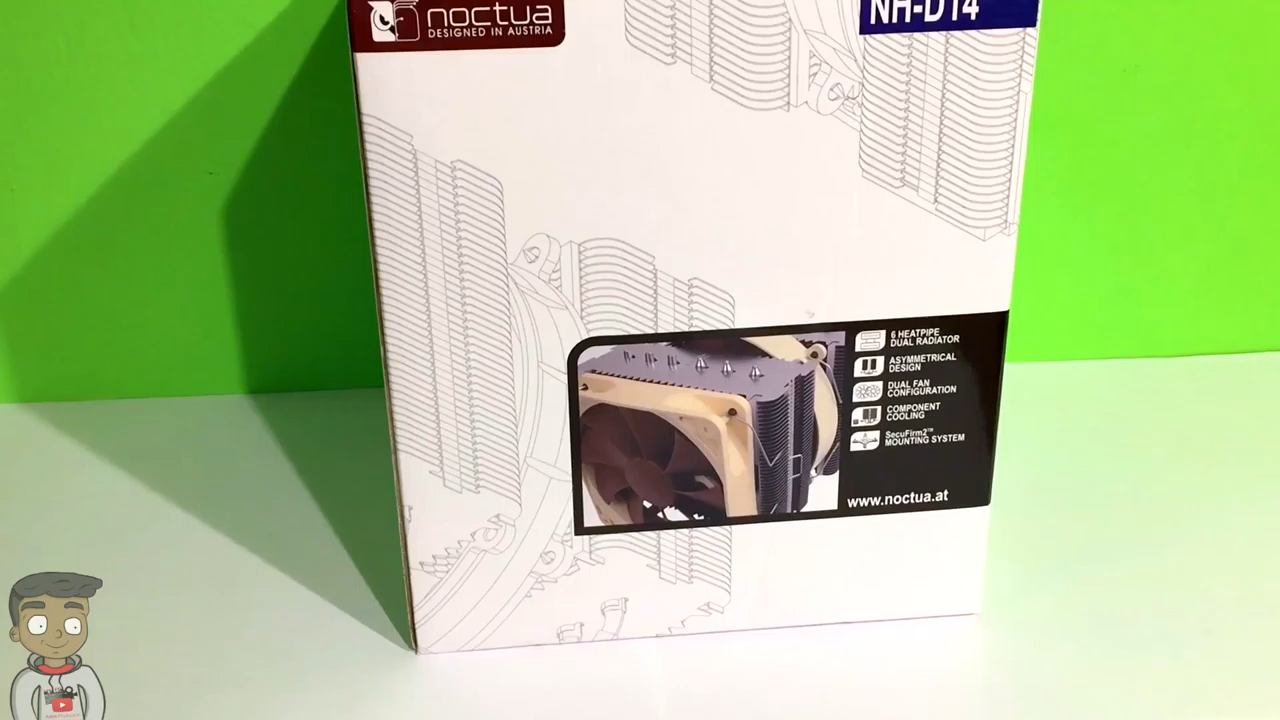 noctua
DESIGNED IN AUSTRIA
NH-D14
6 HEATPIPE
DUAL RADIATOR
ASYMMETRICAL
DESIGN
DUAL FAN
CONFIGURATION
COMPONENT
COOLING
SecuFirm2™
MOUNTING SYSTEM
www.noctua.at